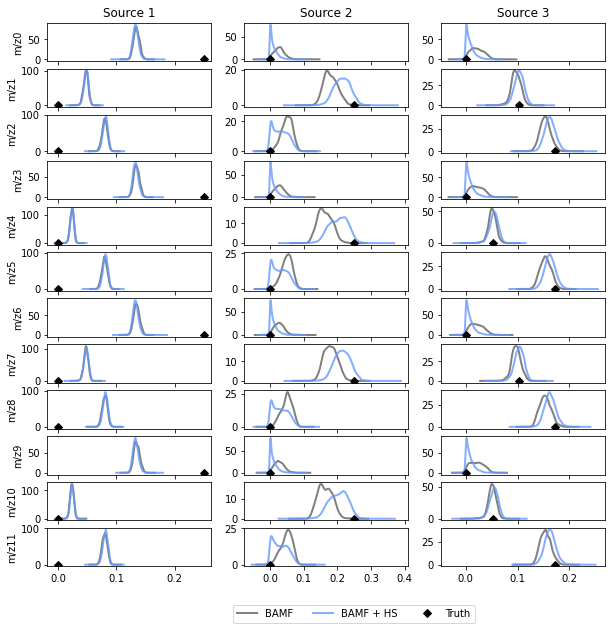 Source 1 Source 2 Source 3
m/z0 50 0 50 0 50 0
m/z1 100 0 20 0 25 0
m/z2 100 0 20 0 25 0
m/z3 50 0 50 0 50 0
m/z4 100 0 10 0 50 0
m/z5 100 0 25 0 25 0
m/z6 50 0 50 0 50 0
m/z7 100 0 10 0 25 0
m/z8 100 0 25 0 25 0
m/z9 50 0 50 0 50 0
m/z10 100 0 10 0 50 0
m/z11 100 0 25 0 25 0
0.0 0.1 0.2 0.0 0.1 0.2 0.3 0.4 0.0 0.1 0.2
BAMF BAMF + HS Truth